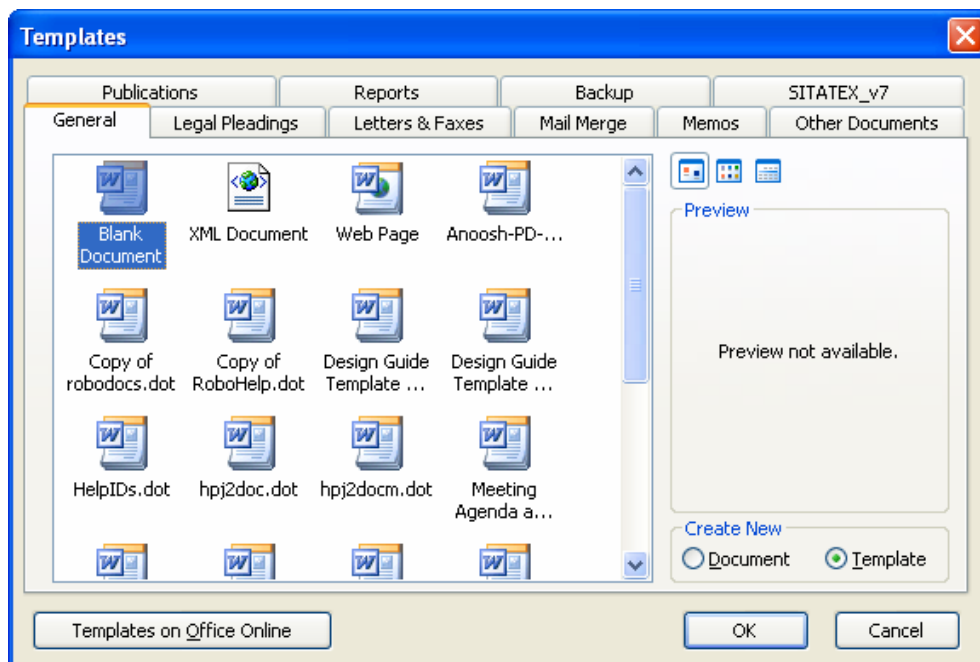 Templates
Publications Reports Backup SITATEX_v7
General Legal Pleadings Letters & Faxes Mail Merge Memos Other Documents
Blank Document
XML Document
Web Page
Anoosh-PD-...
Copy of robodocs.dot
Copy of RoboHelp.dot
Design Guide Template ...
Design Guide Template ...
HelpIDs.dot
hpj2doc.dot
hpj2docm.dot
Meeting Agenda a...
Preview
Preview not available.
Create New
Document Template
Templates on Office Online
OK Cancel